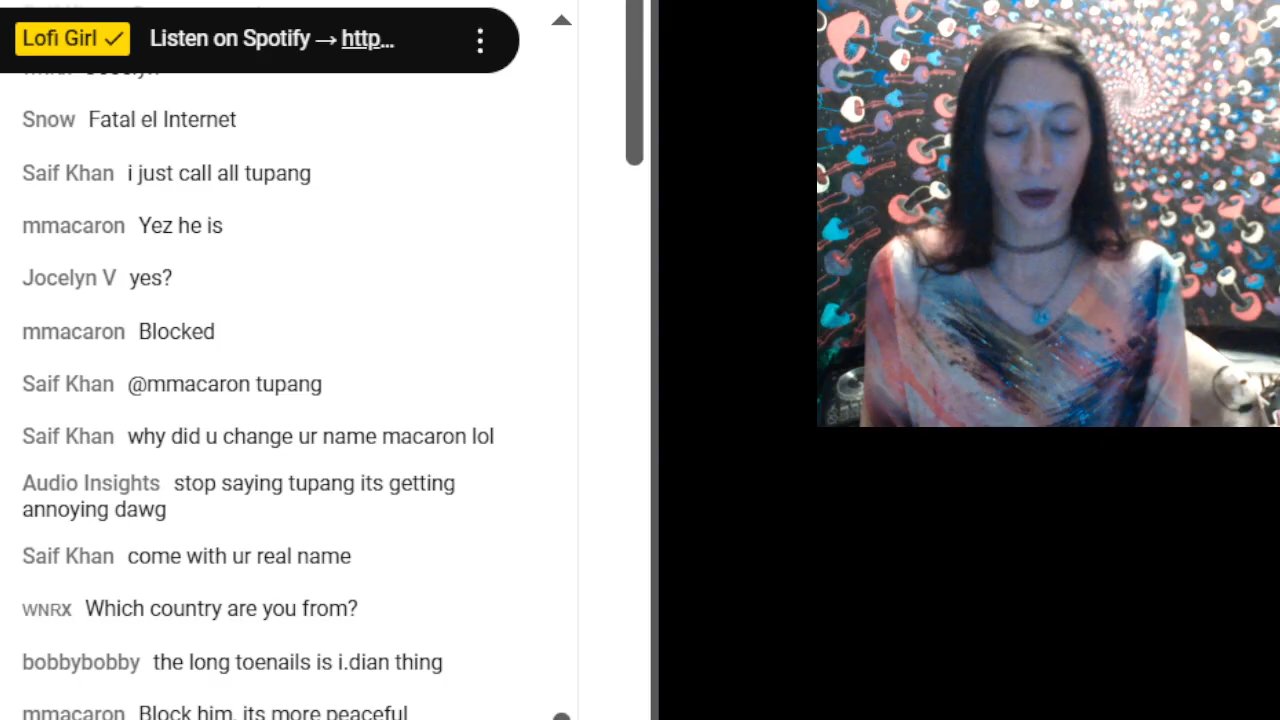 Lofi Girl ✓ Listen on Spotify → http...
Snow Fatal el Internet
Saif Khan i just call all tupang
mmacaron Yez he is
Jocelyn V yes?
mmacaron Blocked
Saif Khan @mmacaron tupang
Saif Khan why did u change ur name macaron lol
Audio Insights stop saying tupang its getting
annoying dawg
Saif Khan come with ur real name
WNRX Which country are you from?
bobbybobby the long toenails is i.dian thing
mmacaron Block him, its more peaceful